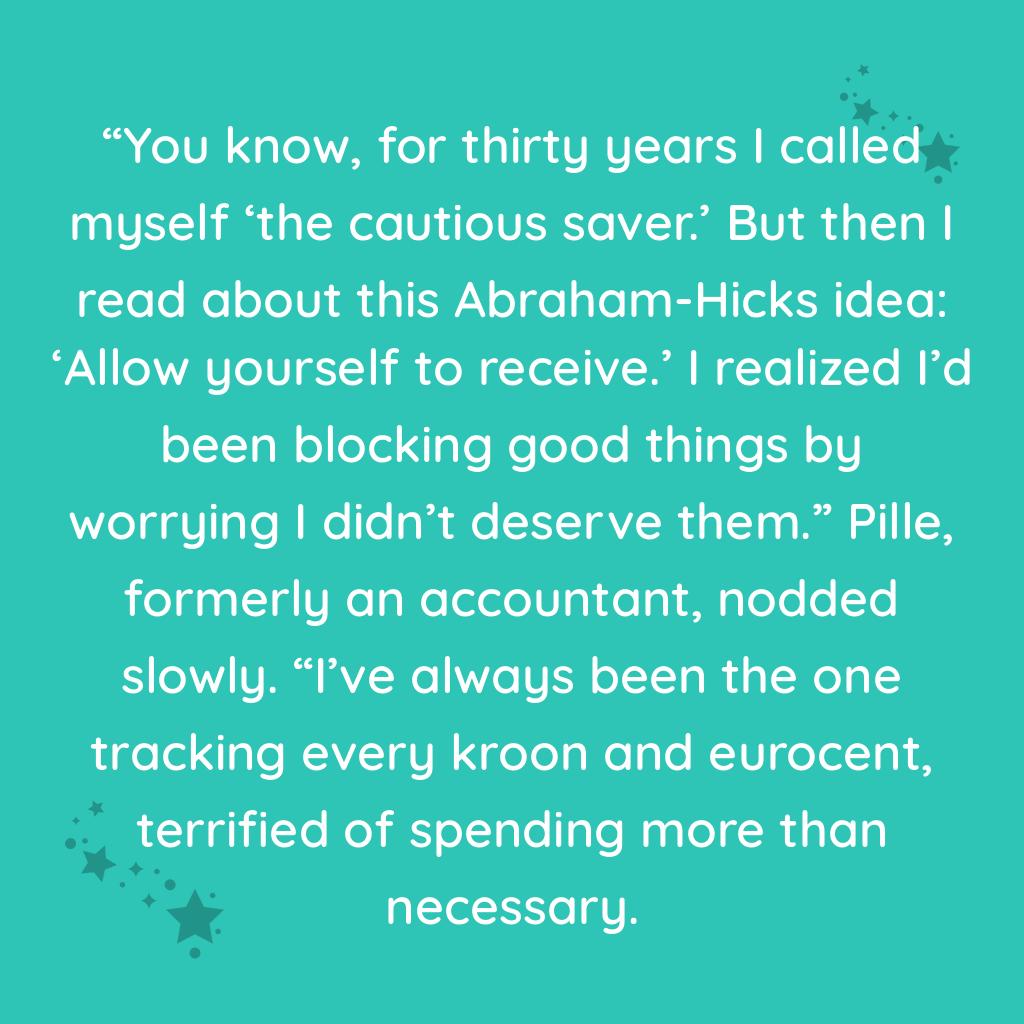 “You know, for thirty years I called
myself ‘the cautious saver.’ But then I
read about this Abraham-Hicks idea:
‘Allow yourself to receive.’ I realized I’d
been blocking good things by
worrying I didn’t deserve them.” Pille,
formerly an accountant, nodded
slowly. “I’ve always been the one
tracking every kroon and eurocent,
terrified of spending more than
necessary.